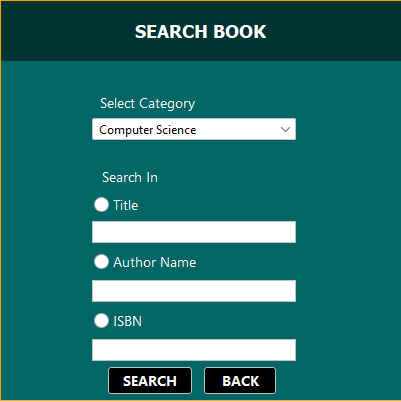 SEARCH BOOK
Select Category
Computer Science
Search In
Title
Author Name
ISBN
SEARCH BACK